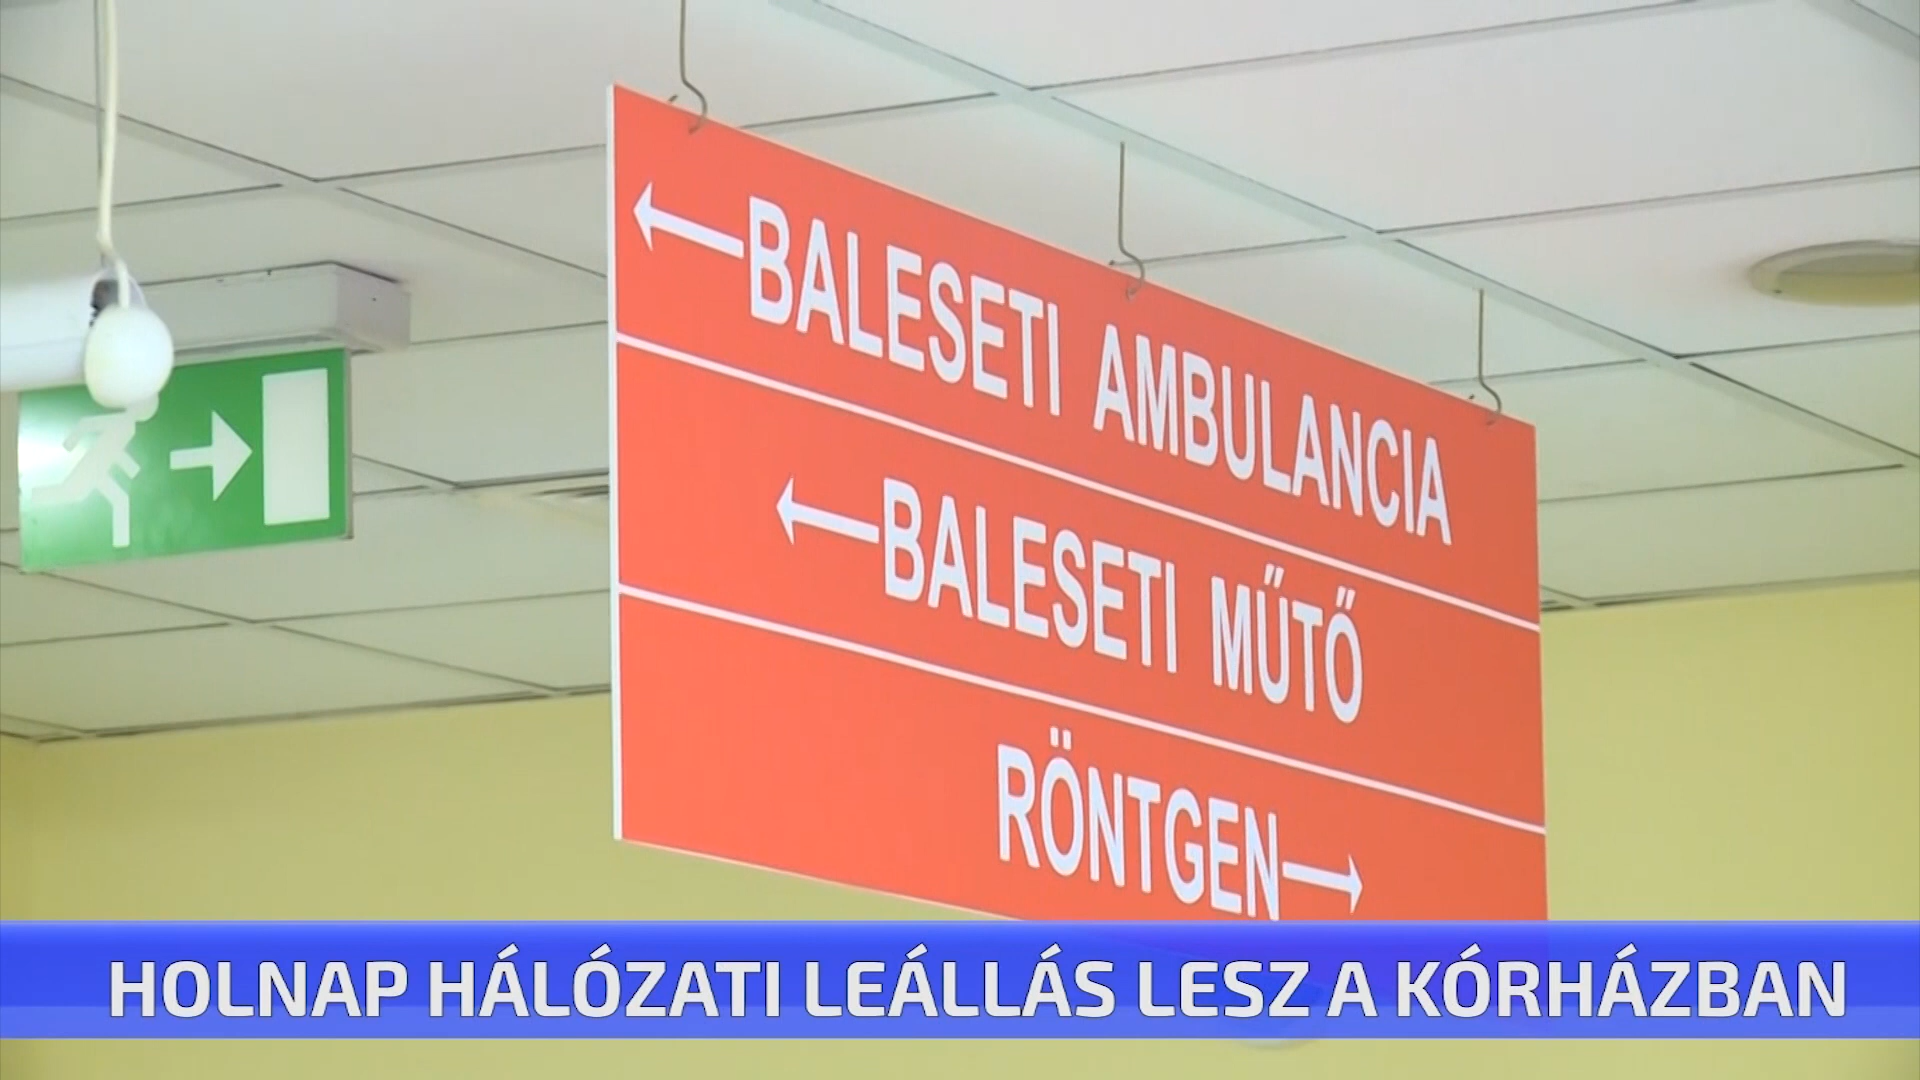 ←BALESETI AMBULANCIA
←BALESETI MŰTŐ
RÖNTGEN→
HOLNAP HÁLÓZATI LEÁLLÁS LESZ A KÓRHÁZBAN